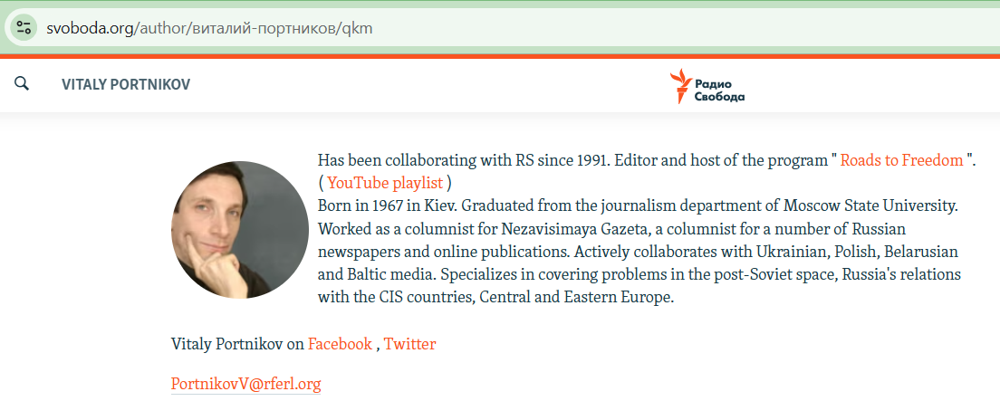 svoboda.org/author/виталий-портников/qkm
VITALY PORTNIKOV
Радио
Свобода
Has been collaborating with RS since 1991. Editor and host of the program " Roads to Freedom ".
( YouTube playlist )
Born in 1967 in Kiev. Graduated from the journalism department of Moscow State University.
Worked as a columnist for Nezavisimaya Gazeta, a columnist for a number of Russian
newspapers and online publications. Actively collaborates with Ukrainian, Polish, Belarusian
and Baltic media. Specializes in covering problems in the post-Soviet space, Russia's relations
with the CIS countries, Central and Eastern Europe.
Vitaly Portnikov on Facebook , Twitter
PortnikovV@rferl.org